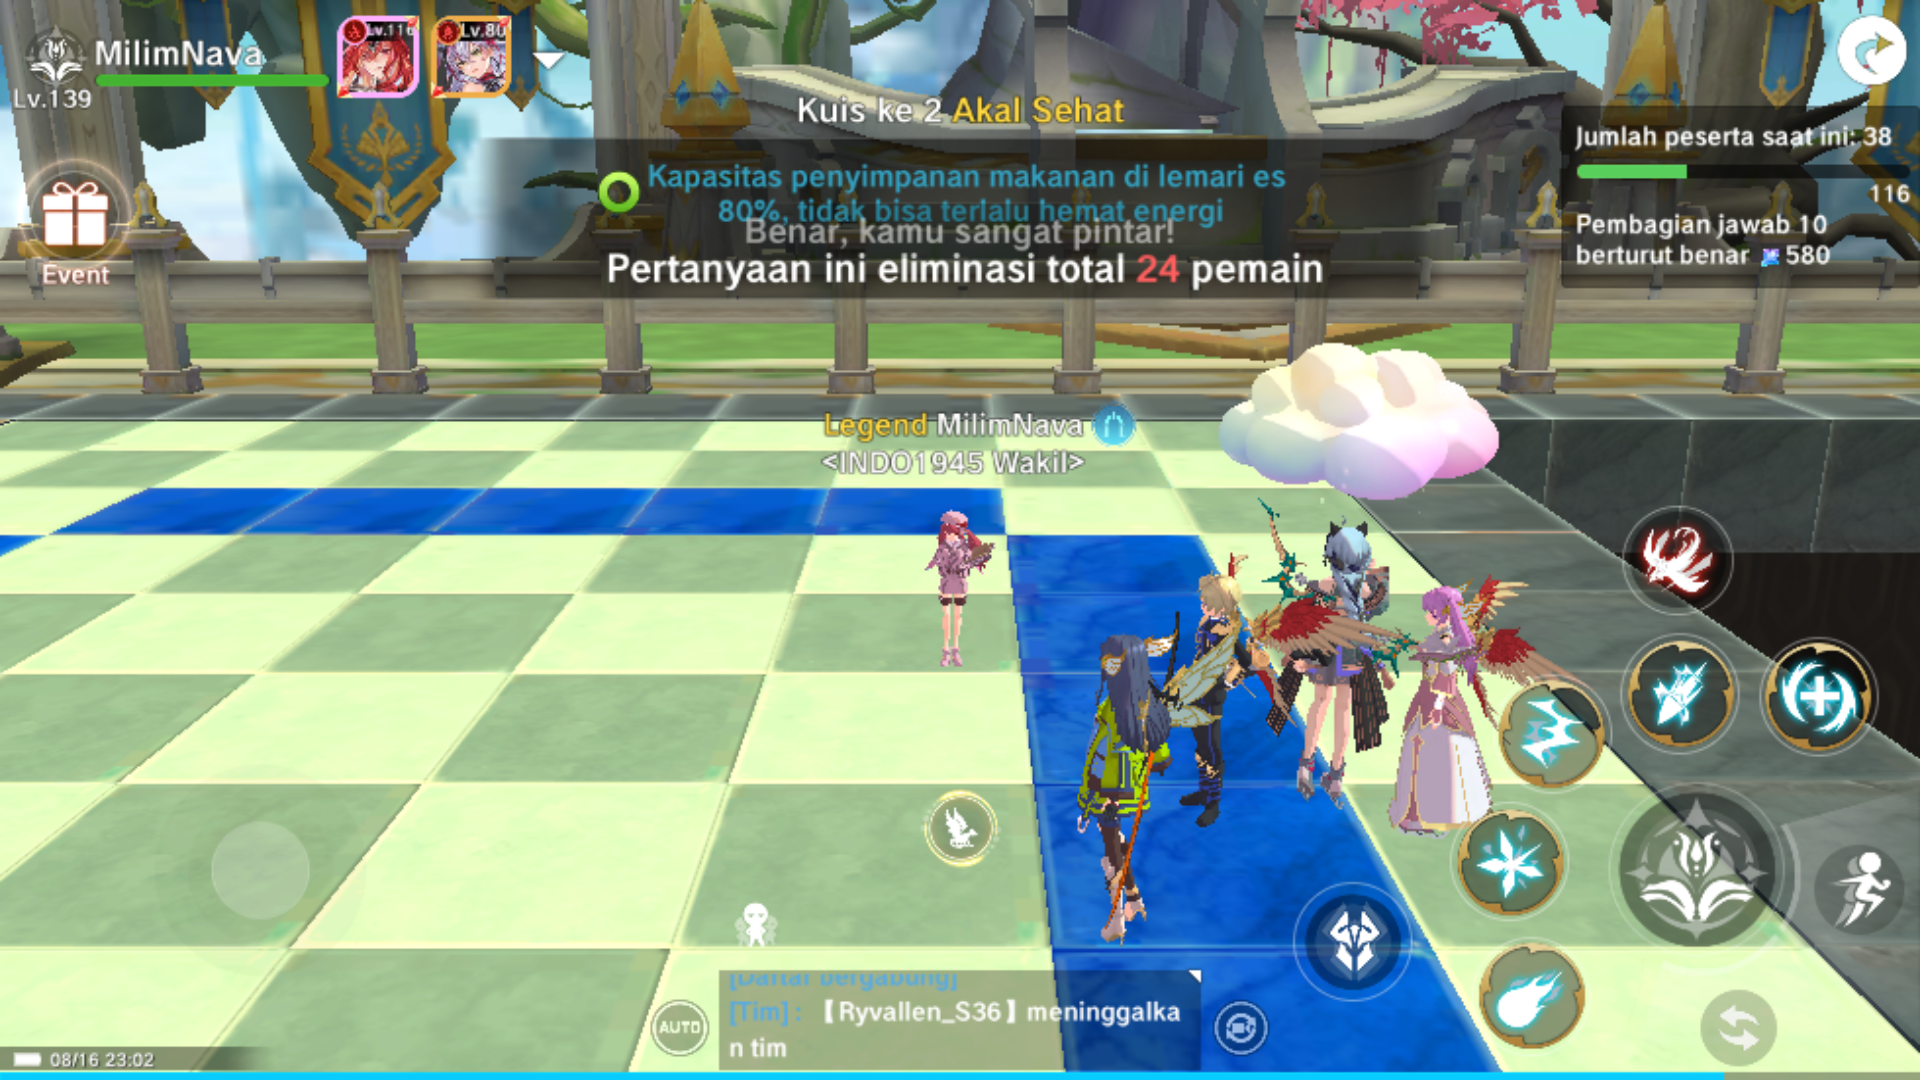 MilimNava
Lv.139
Lv.116
Lv.80
Kuis ke 2 Akal Sehat
Jumlah peserta saat ini: 38
116
Pembagian jawab 10
berturut benar 580
Kapasitas penyimpanan makanan di lemari es
80%, tidak bisa terlalu hemat energi
Benar, kamu sangat pintar!
Pertanyaan ini eliminasi total 24 pemain
Event
Legend MilimNava
<INDO1945 Wakil>
[Daftar bergabung]
[Tim]: 【Ryvallen_S36】meninggalka
n tim
AUTO
08/16 23:02